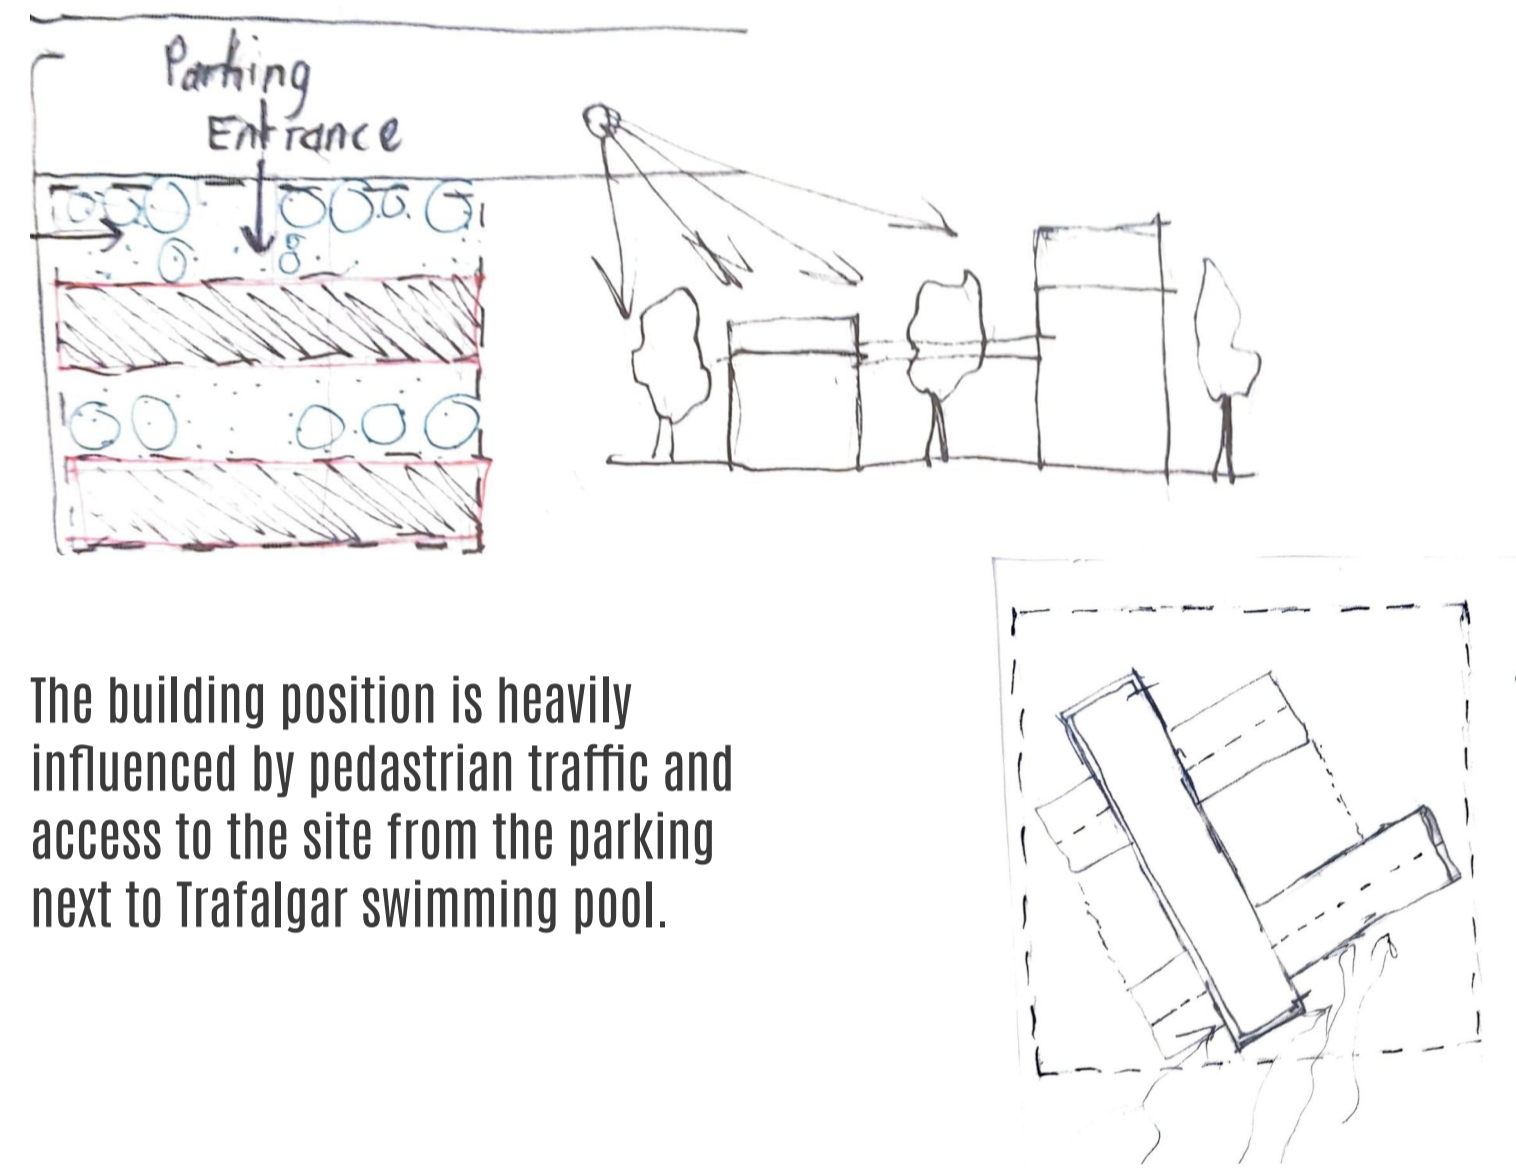 Parking
Entrance
The building position is heavily
influenced by pedastrian traffic and
access to the site from the parking
next to Trafalgar swimming pool.